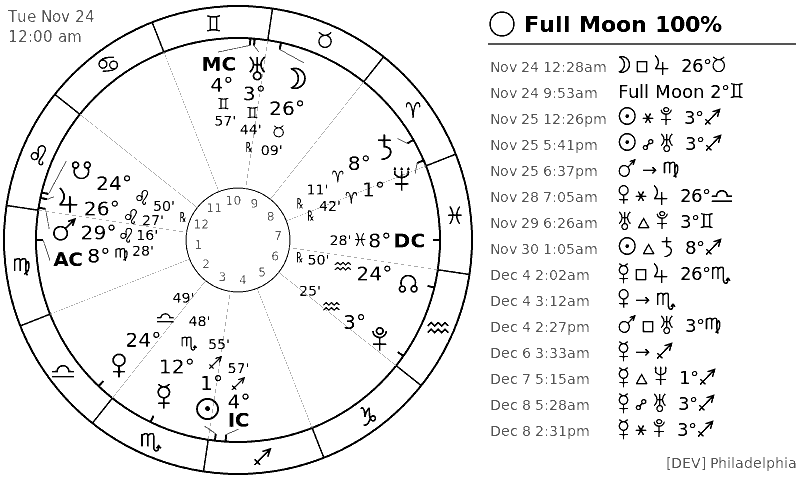 Tue Nov 24
12:00 am
MC
4°
♊
57'
♅
3°
♊
44'
℞
☽
26°
♉
09'
♄
8°
♈
11'
℞
♆
1°
♈
42'
℞
DC
8°
♓
28'
☊
24°
♒
50'
℞
♇
3°
♒
25'
IC
4°
♐
57'
☉
1°
♐
55'
☿
12°
♏
48'
♀
24°
♎
49'
AC 8° ♍ 28'
♂ 29° ♌ 16'
♃ 26° ♌ 27'
☋ 24° ♌ 50' ℞
♊
♉
♈
♓
♒
♑
♐
♏
♎
♍
♌
♋
1
2
3
4
5
6
7
8
9
10
11
12
Full Moon 100%
Nov 24 12:28am ☽ □ ♃ 26°♉
Nov 24 9:53am Full Moon 2°♊
Nov 25 12:26pm ☉ ⚹ ♇ 3°♐
Nov 25 5:41pm ☉ ☍ ♅ 3°♐
Nov 25 6:37pm ♂ → ♍
Nov 28 7:05am ♀ ⚹ ♃ 26°♎
Nov 29 6:26am ♅ △ ♇ 3°♊
Nov 30 1:05am ☉ △ ♄ 8°♐
Dec 4 2:02am ☿ □ ♃ 26°♏
Dec 4 3:12am ♀ → ♏
Dec 4 2:27pm ♂ □ ♅ 3°♍
Dec 6 3:33am ☿ → ♐
Dec 7 5:15am ☿ △ ♆ 1°♐
Dec 8 5:28am ☿ ☍ ♅ 3°♐
Dec 8 2:31pm ☿ ⚹ ♇ 3°♐
[DEV] Philadelphia